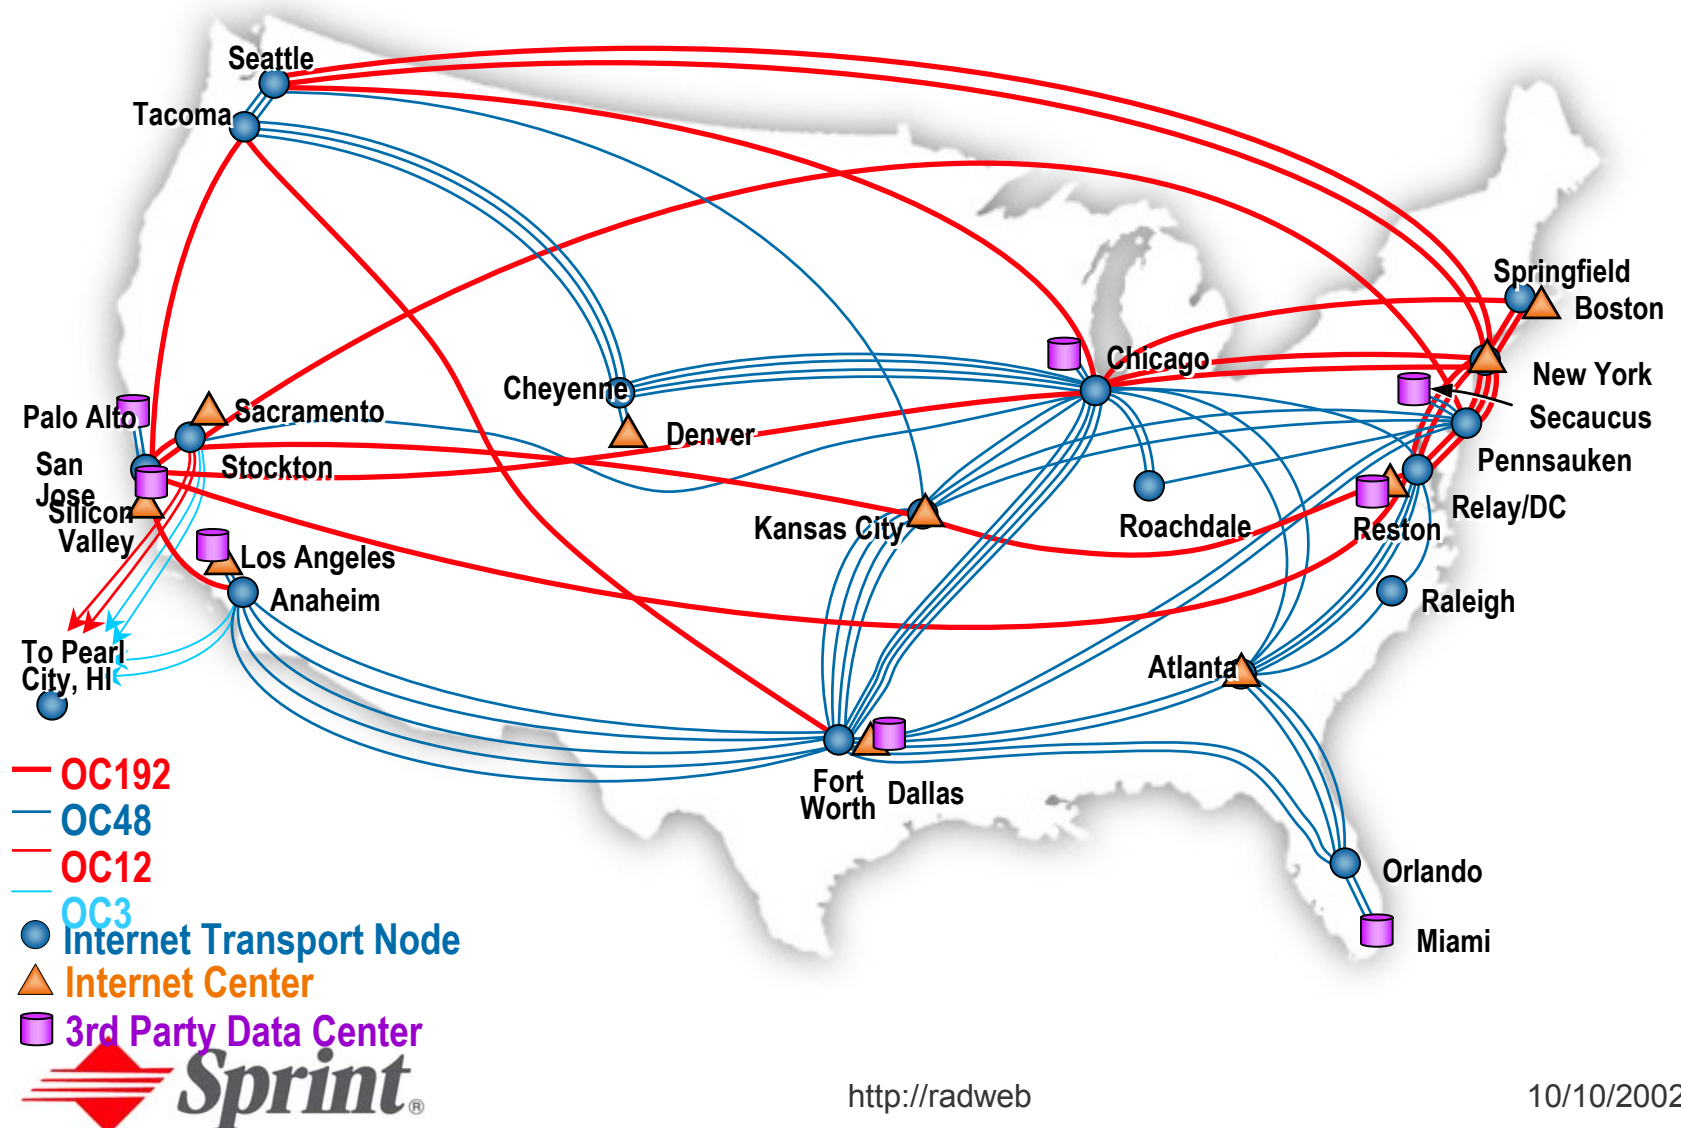 Seattle
Tacoma
Springfield
Boston
Chicago
New York
Cheyenne
Palo Alto
Sacramento
Secaucus
Denver
San
Jose
Stockton
Pennsauken
Silicon
Valley
Kansas City
Roachdale
Reston
Relay/DC
Los Angeles
Anaheim
Raleigh
To Pearl
City, HI
Atlanta
Fort
Worth
Dallas
Orlando
Miami
OC192
OC48
OC12
OC3
Internet Transport Node
Internet Center
3rd Party Data Center
Sprint®
http://radweb
10/10/2002